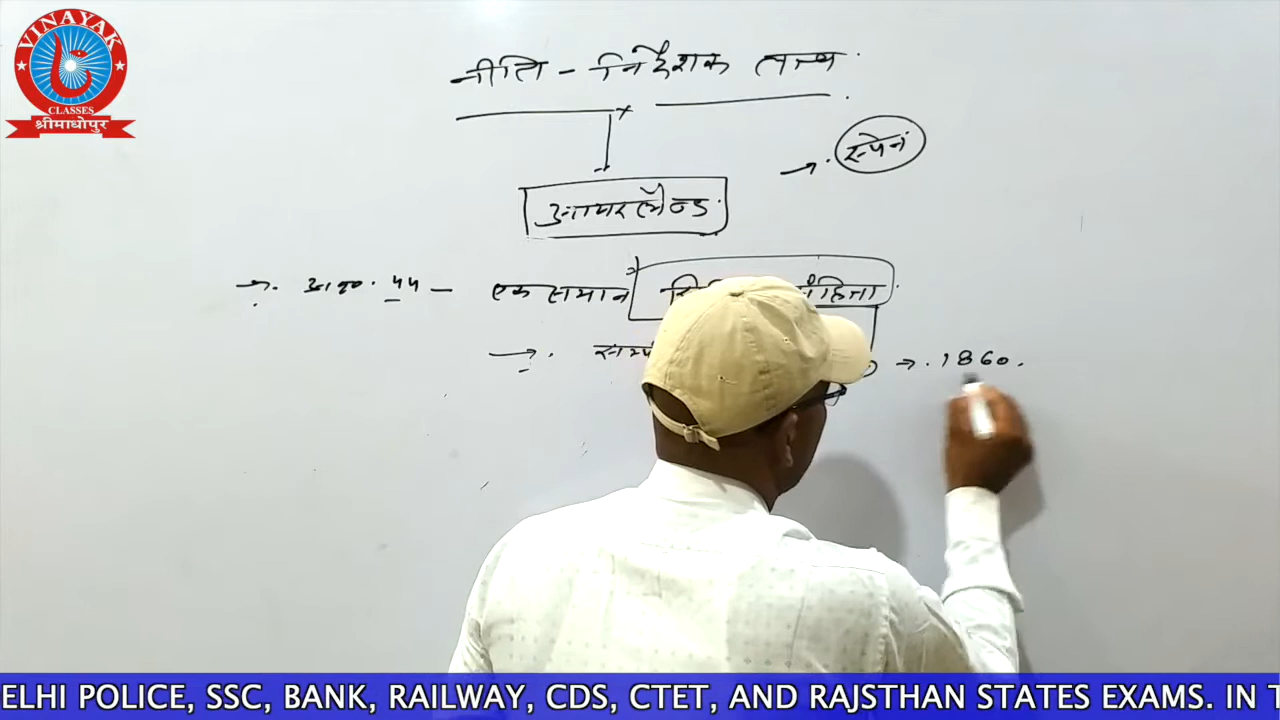 VINAYAK
CLASSES
श्रीमाधोपुर
नीति - निर्देशक तत्व
→ स्पेन
आयरलैण्ड
→ अनु० 44 - एक समान संहिता
→ → 1860
ELHI POLICE, SSC, BANK, RAILWAY, CDS, CTET, AND RAJSTHAN STATES EXAMS. IN T